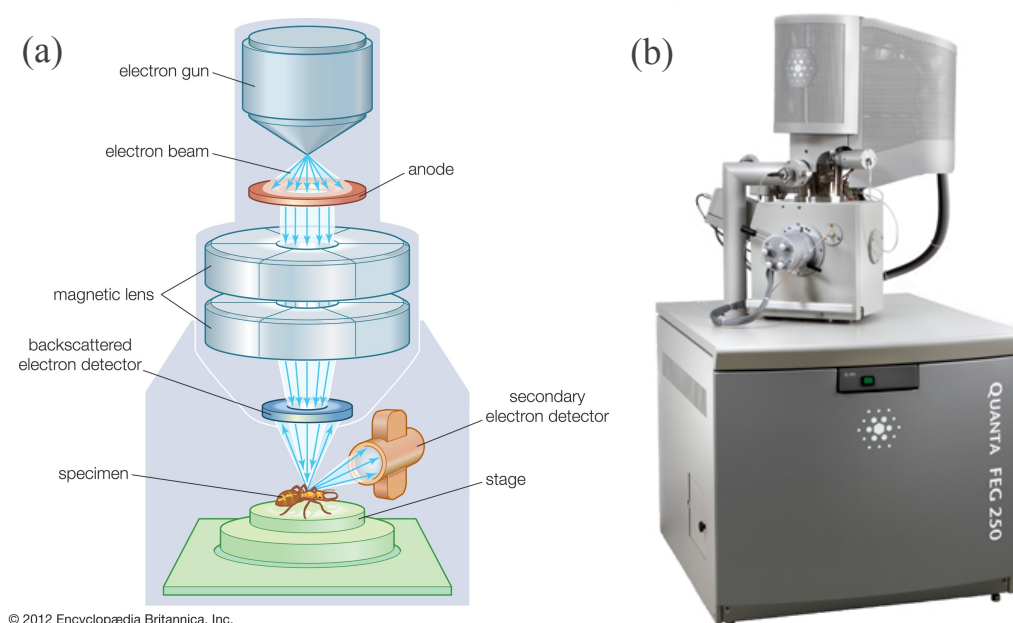 (a)
electron gun
electron beam
anode
magnetic lens
backscattered
electron detector
secondary
electron detector
specimen
stage
© 2012 Encyclopædia Britannica, Inc.
(b)
QUANTA FEG 250